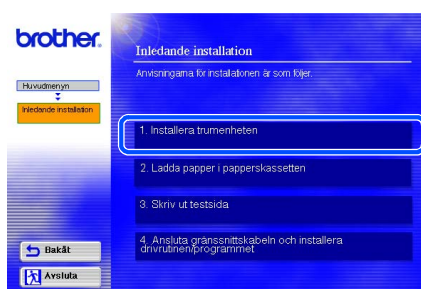 brother.
Huvudmenyn
Inledande installation
Bakåt
Avsluta
Inledande installation
Anvisningarna för installationen är som följer.
1. Installera trumenheten
2. Ladda papper i papperskassetten
3. Skriv ut testsida
4. Ansluta gränssnittskabeln och installera
drivrutinen/programmet